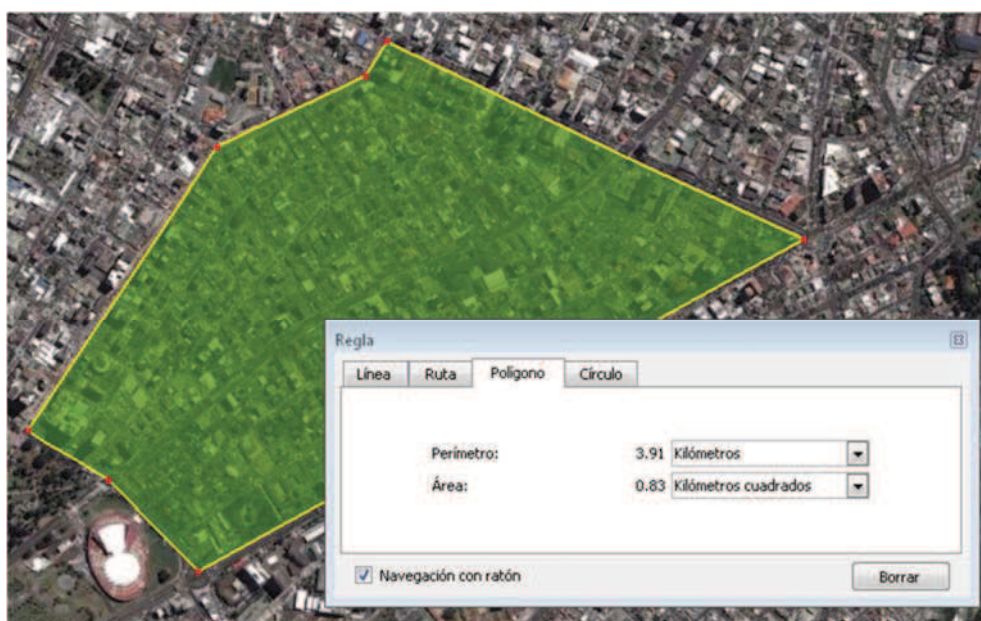 Regla
Línea Ruta Polígono Círculo
Perímetro: 3.91 Kilómetros
Área: 0.83 Kilómetros cuadrados
Navegación con ratón Borrar